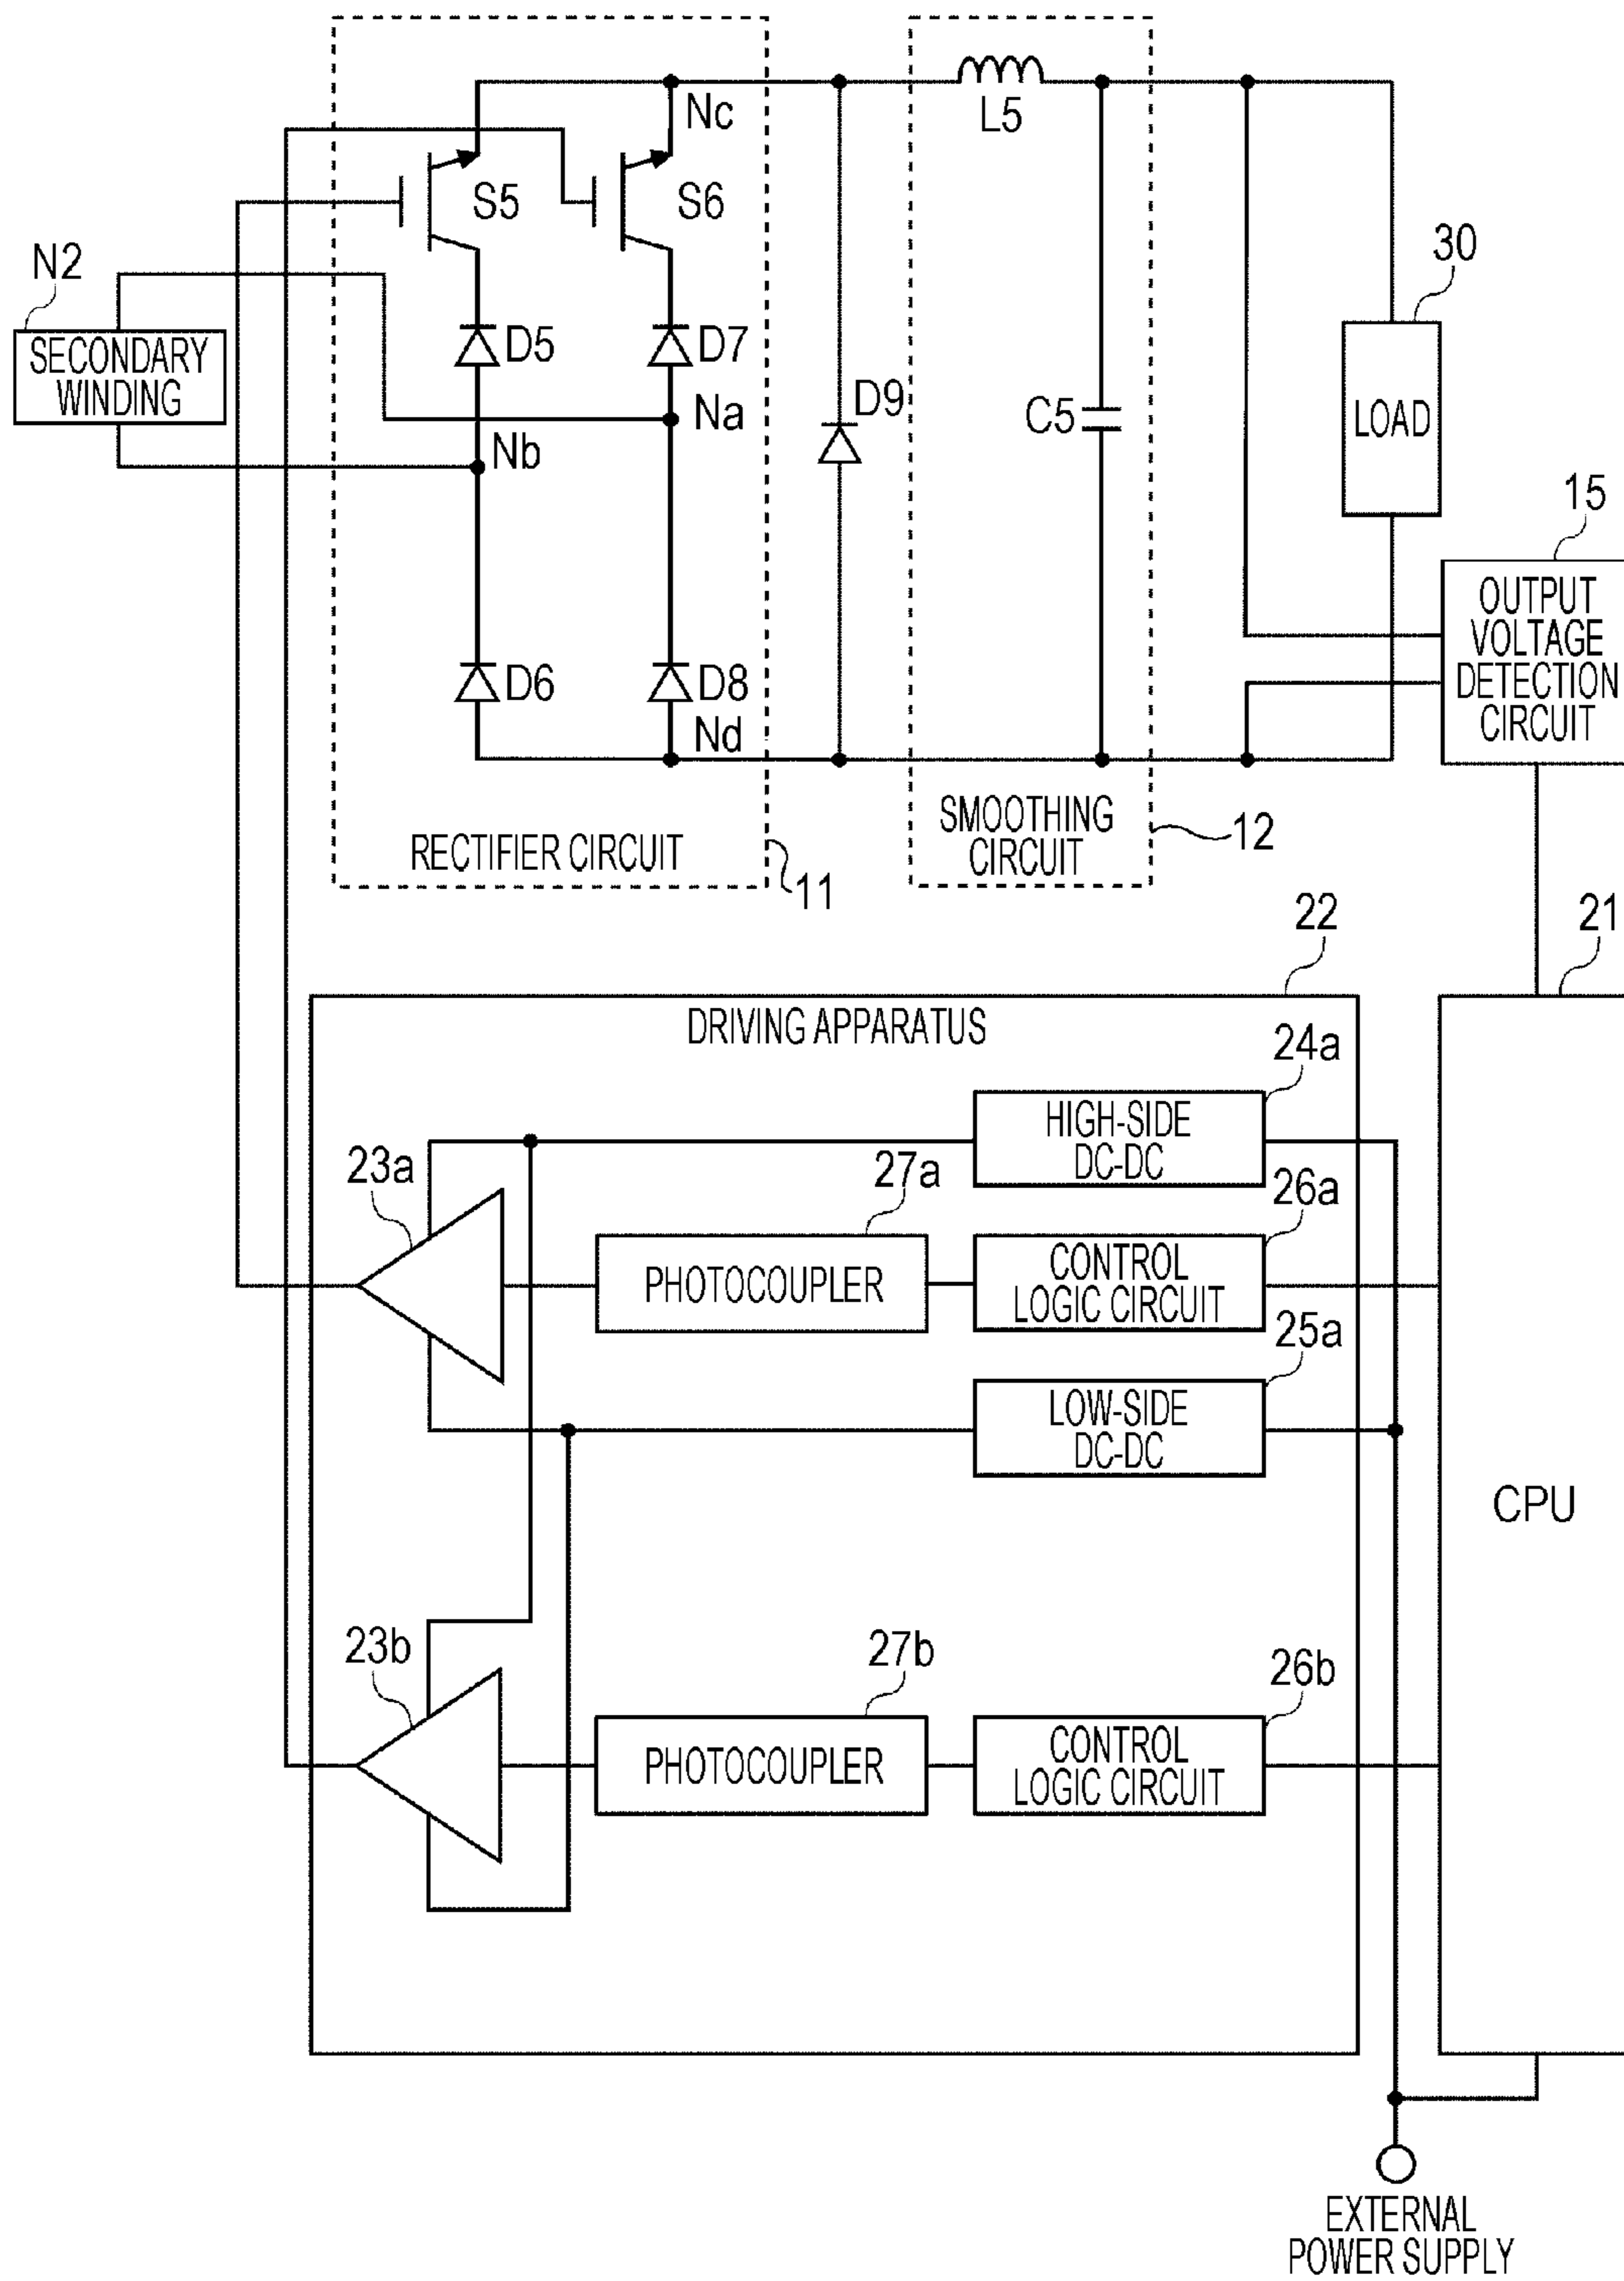 Nc
L5
S5
S6
N2
30
SECONDARY
WINDING
D5
D7
D9
Na
C5
LOAD
Nb
15
OUTPUT
VOLTAGE
DETECTION
CIRCUIT
D6
D8
Nd
SMOOTHING
CIRCUIT
12
RECTIFIER CIRCUIT
11
22
21
DRIVING APPARATUS
24a
HIGH-SIDE
DC-DC
23a
27a
26a
PHOTOCOUPLER
CONTROL
LOGIC CIRCUIT
25a
LOW-SIDE
DC-DC
CPU
23b
27b
26b
PHOTOCOUPLER
CONTROL
LOGIC CIRCUIT
EXTERNAL
POWER SUPPLY